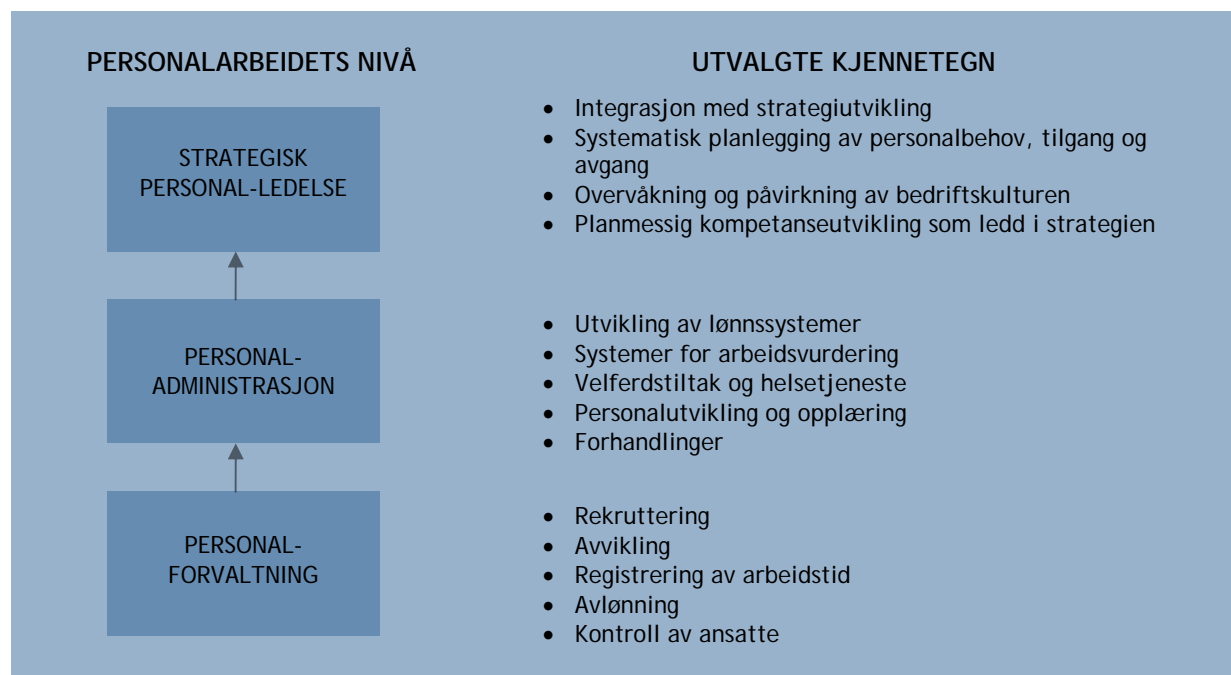 PERSONALARBEIDETS NIVÅ
UTVALGTE KJENNETEGN
STRATEGISK
PERSONAL-LEDELSE
• Integrasjon med strategiutvikling
• Systematisk planlegging av personalbehov, tilgang og
avgang
• Overvåkning og påvirkning av bedriftskulturen
• Planmessig kompetanseutvikling som ledd i strategien
PERSONAL-
ADMINISTRASJON
• Utvikling av lønnssystemer
• Systemer for arbeidsvurdering
• Velferdstiltak og helsetjeneste
• Personalutvikling og opplæring
• Forhandlinger
PERSONAL-
FORVALTNING
• Rekruttering
• Avvikling
• Registrering av arbeidstid
• Avlønning
• Kontroll av ansatte